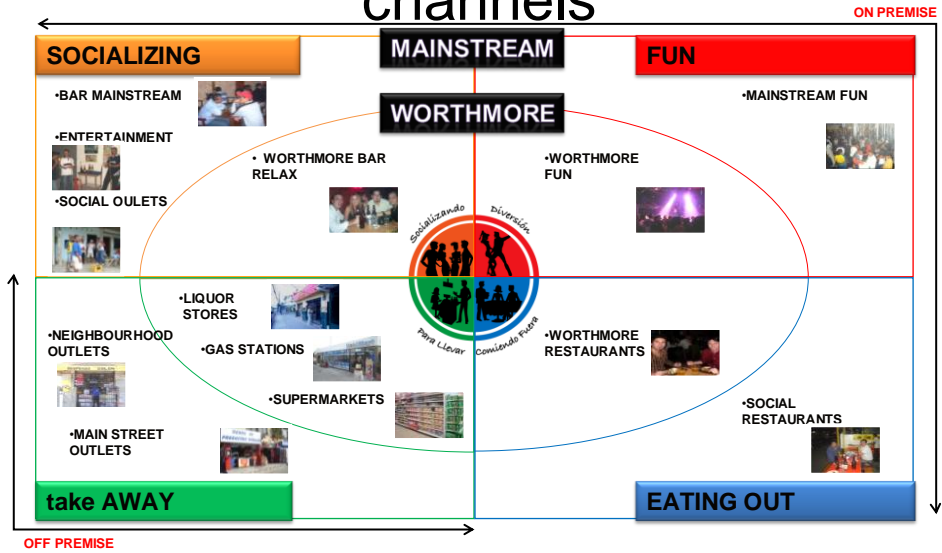 channels
ON PREMISE
SOCIALIZING
MAINSTREAM
FUN
•BAR MAINSTREAM
•MAINSTREAM FUN
WORTHMORE
•ENTERTAINMENT
• WORTHMORE BAR
RELAX
•WORTHMORE
FUN
•SOCIAL OULETS
Socializando
Diversión
Para Llevar
Comiendo Fuera
•LIQUOR
STORES
•NEIGHBOURHOOD
OUTLETS
•GAS STATIONS
•WORTHMORE
RESTAURANTS
•SUPERMARKETS
•SOCIAL
RESTAURANTS
•MAIN STREET
OUTLETS
take AWAY
EATING OUT
OFF PREMISE